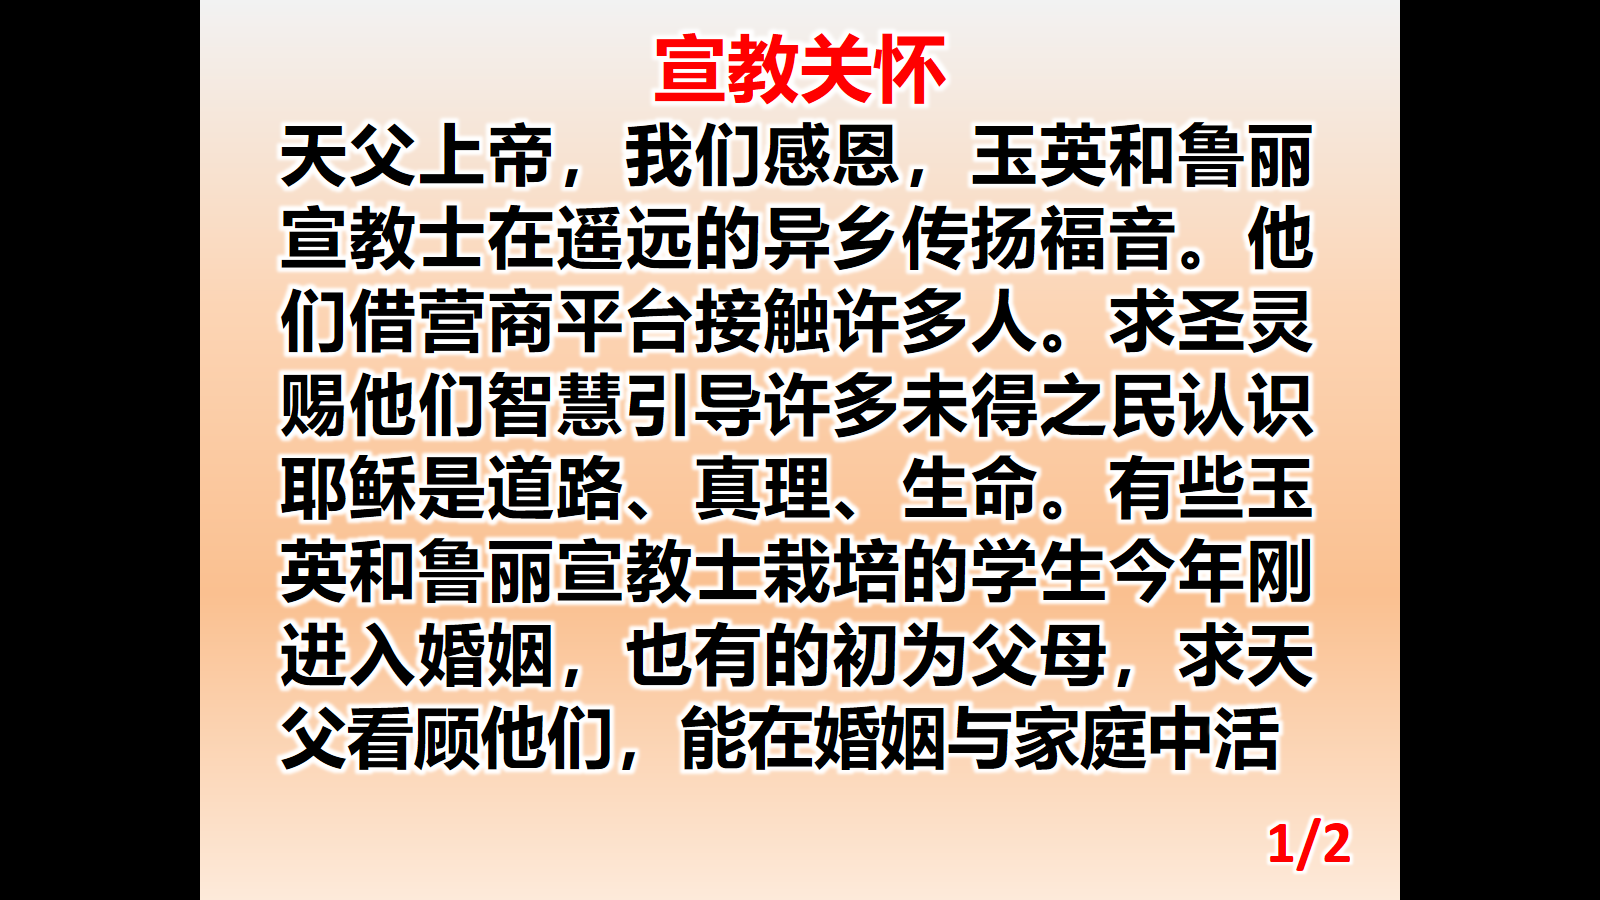 宣教关怀
天父上帝，我们感恩，玉英和鲁丽
宣教士在遥远的异乡传扬福音。他
们借营商平台接触许多人。求圣灵
赐他们智慧引导许多未得之民认识
耶稣是道路、真理、生命。有些玉
英和鲁丽宣教士栽培的学生今年刚
进入婚姻，也有的初为父母，求天
父看顾他们，能在婚姻与家庭中活
1/2